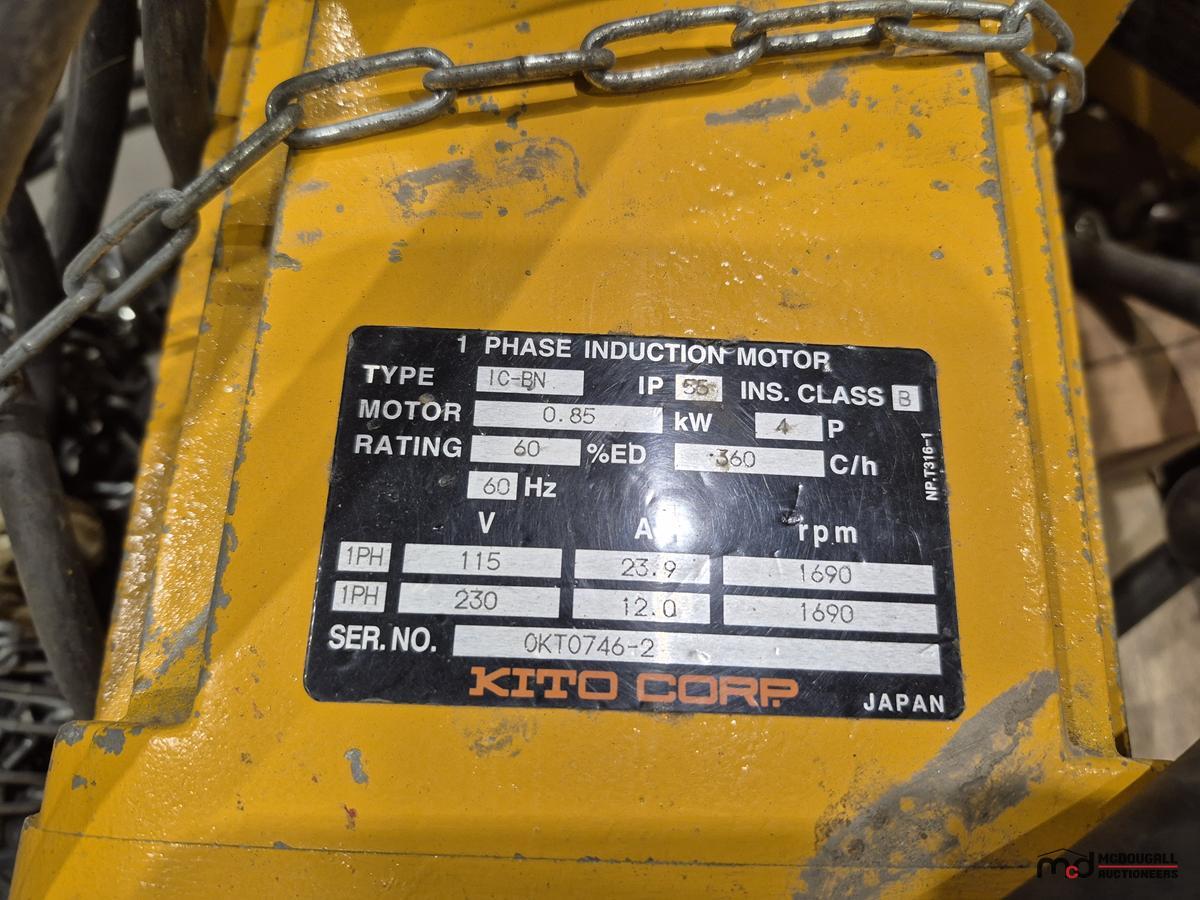 1 PHASE INDUCTION MOTOR
TYPE IC-BN IP 55 INS. CLASS B
MOTOR 0.85 kW 4 P
RATING 60 %ED 360 C/h
60 Hz
NP.T316-1
V A rpm
1PH 115 23.9 1690
1PH 230 12.0 1690
SER. NO. 0KT0746-2
KITO CORP. JAPAN
mcd MCDOUGALL
AUCTIONEERS